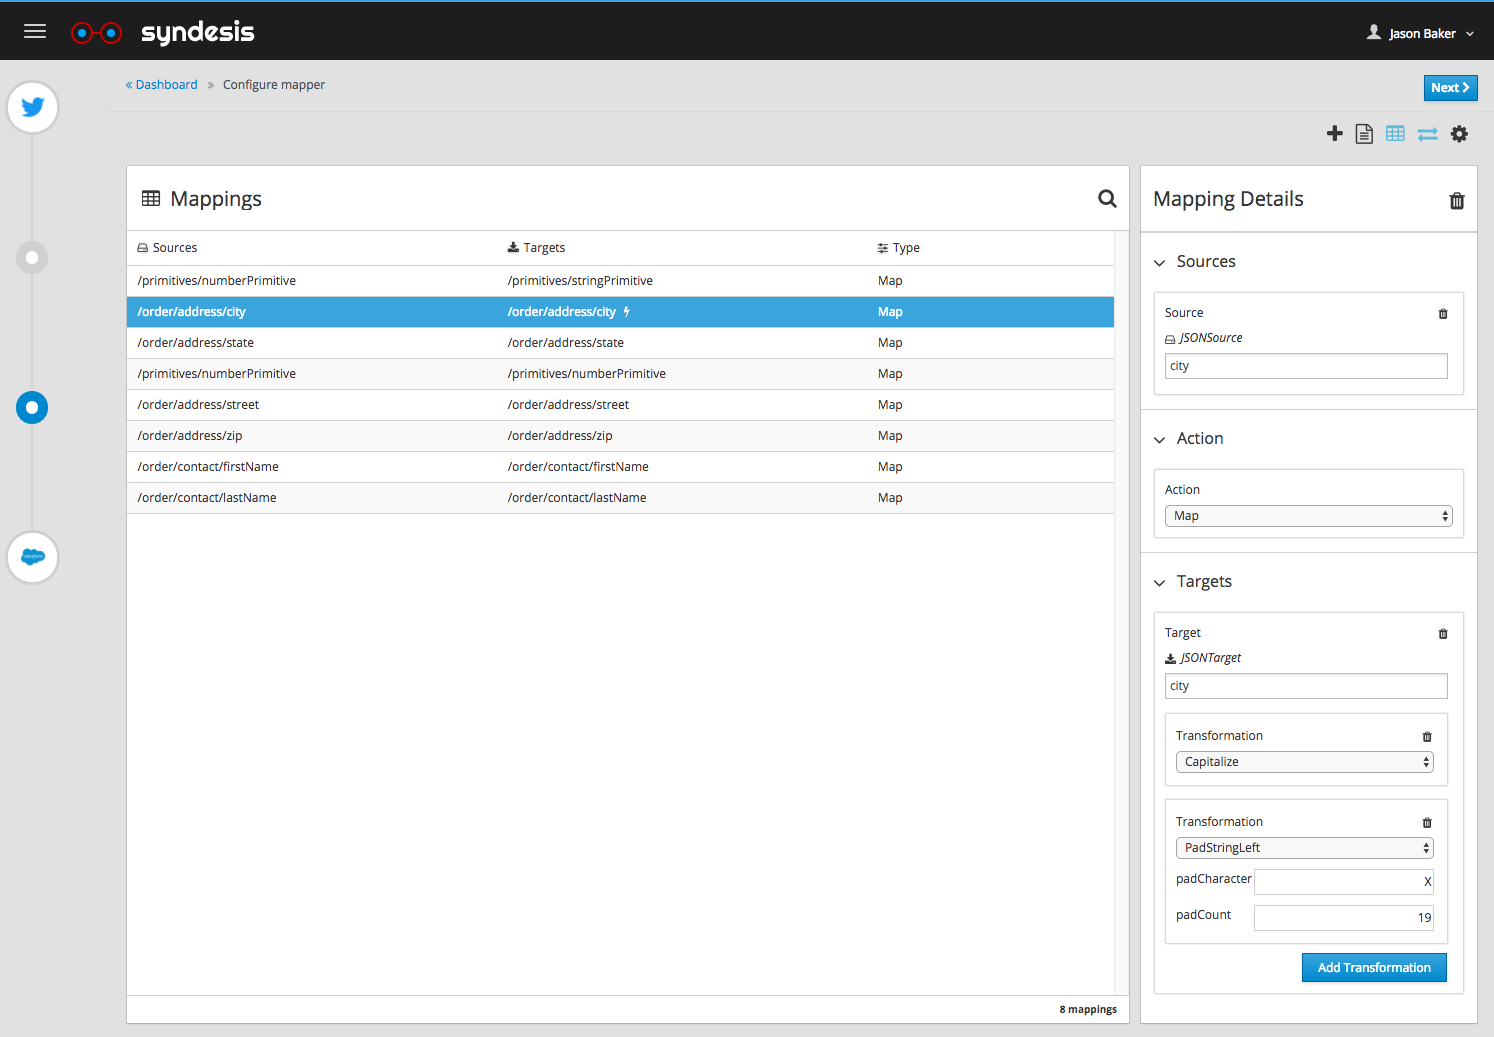 syndesis
Jason Baker
« Dashboard » Configure mapper
Next
Mappings
Sources Targets Type
/primitives/numberPrimitive /primitives/stringPrimitive Map
/order/address/city /order/address/city Map
/order/address/state /order/address/state Map
/primitives/numberPrimitive /primitives/numberPrimitive Map
/order/address/street /order/address/street Map
/order/address/zip /order/address/zip Map
/order/contact/firstName /order/contact/firstName Map
/order/contact/lastName /order/contact/lastName Map
8 mappings
Mapping Details
Sources
Source
JSONSource
city
Action
Action
Map
Targets
Target
JSONTarget
city
Transformation
Capitalize
Transformation
PadStringLeft
padCharacter X
padCount 19
Add Transformation